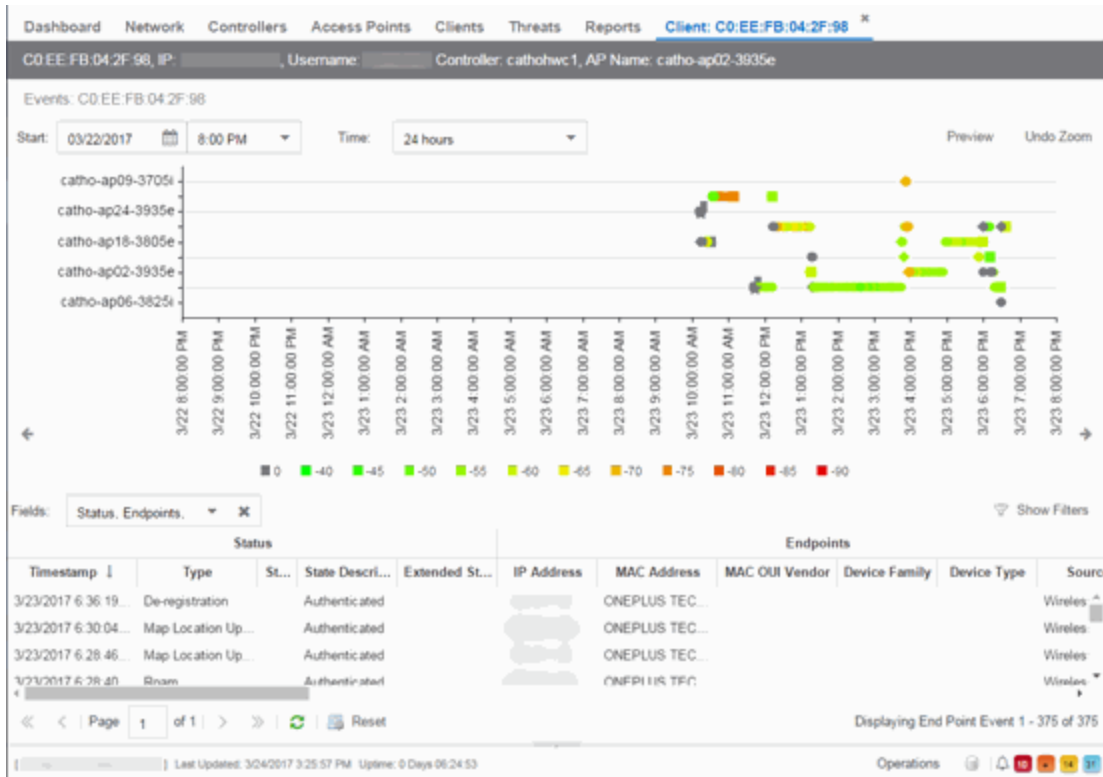 Dashboard Network Controllers Access Points Clients Threats Reports Client: C0:EE:FB:04:2F:98
C0:EE:FB:04:2F:98, IP: , Username: Controller: cathohwc1, AP Name: catho-ap02-3935e
Events: C0:EE:FB:04:2F:98
Start: 03/22/2017 8:00 PM Time: 24 hours Preview Undo Zoom
catho-ap09-3705i
catho-ap24-3935e
catho-ap18-3805e
catho-ap02-3935e
catho-ap06-3825i
3/22 8:00:00 PM
3/22 9:00:00 PM
3/22 10:00:00 PM
3/22 11:00:00 PM
3/23 12:00:00 AM
3/23 1:00:00 AM
3/23 2:00:00 AM
3/23 3:00:00 AM
3/23 4:00:00 AM
3/23 5:00:00 AM
3/23 6:00:00 AM
3/23 7:00:00 AM
3/23 8:00:00 AM
3/23 9:00:00 AM
3/23 10:00:00 AM
3/23 11:00:00 AM
3/23 12:00:00 PM
3/23 1:00:00 PM
3/23 2:00:00 PM
3/23 3:00:00 PM
3/23 4:00:00 PM
3/23 5:00:00 PM
3/23 6:00:00 PM
3/23 7:00:00 PM
3/23 8:00:00 PM
0 -40 -45 -50 -55 -60 -65 -70 -75 -80 -85 -90
Fields: Status, Endpoints, Show Filters
Status Endpoints
Timestamp Type St... State Descri... Extended St... IP Address MAC Address MAC OUI Vendor Device Family Device Type Sourc
3/23/2017 6:36:19... De-registration Authenticated ONEPLUS TEC... Wireles
3/23/2017 6:30:04... Map Location Up... Authenticated ONEPLUS TEC... Wireles
3/23/2017 6:28:46... Map Location Up... Authenticated ONEPLUS TEC... Wireles
3/23/2017 6:28:40 Roam Authenticated ONEPLUS TEC Wireles
Page 1 of 1 Reset Displaying End Point Event 1 - 375 of 375
[ ] Last Updated: 3/24/2017 3:25:57 PM Uptime: 0 Days 06:24:53 Operations 10 14 31